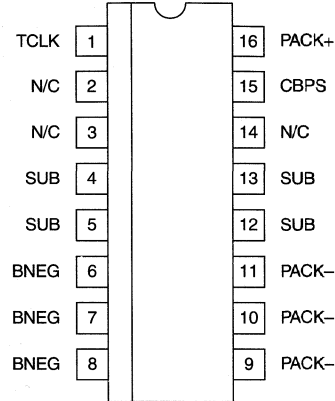 TCLK 1 16 PACK+
N/C 2 15 CBPS
N/C 3 14 N/C
SUB 4 13 SUB
SUB 5 12 SUB
BNEG 6 11 PACK–
BNEG 7 10 PACK–
BNEG 8 9 PACK–